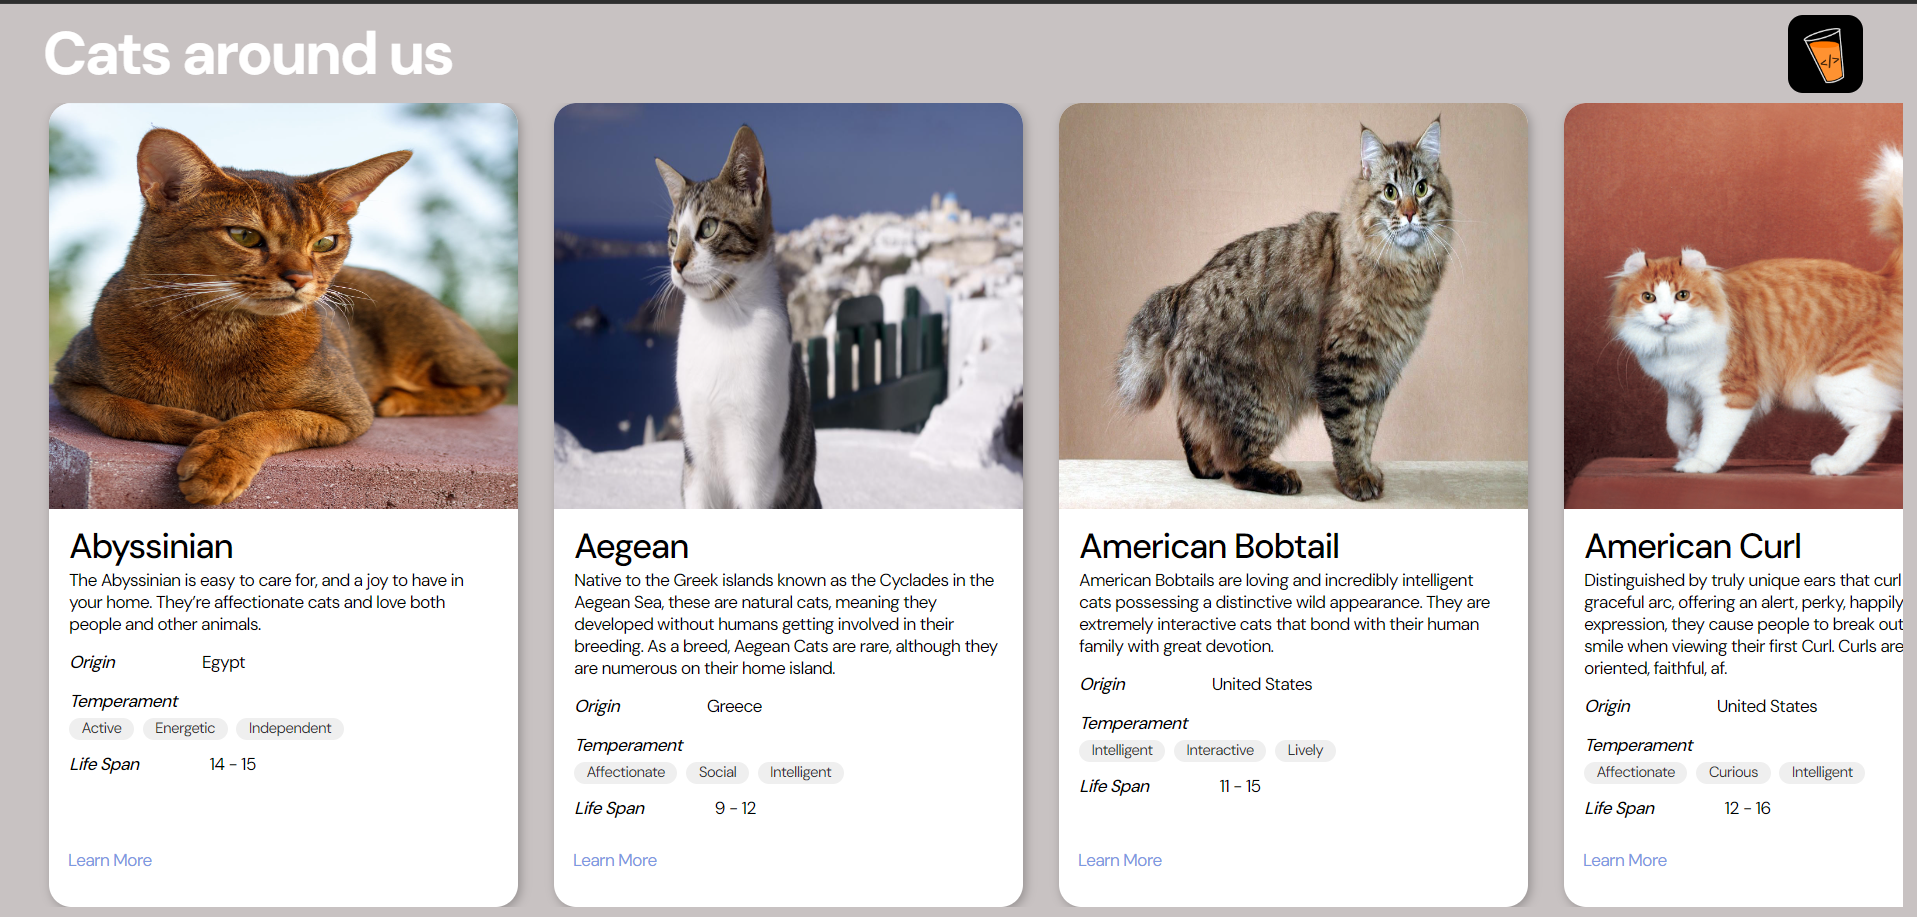 Cats around us
</>
Abyssinian
The Abyssinian is easy to care for, and a joy to have in
your home. They’re affectionate cats and love both
people and other animals.
Origin Egypt
Temperament
Active Energetic Independent
Life Span 14 - 15
Learn More
Aegean
Native to the Greek islands known as the Cyclades in the
Aegean Sea, these are natural cats, meaning they
developed without humans getting involved in their
breeding. As a breed, Aegean Cats are rare, although they
are numerous on their home island.
Origin Greece
Temperament
Affectionate Social Intelligent
Life Span 9 - 12
Learn More
American Bobtail
American Bobtails are loving and incredibly intelligent
cats possessing a distinctive wild appearance. They are
extremely interactive cats that bond with their human
family with great devotion.
Origin United States
Temperament
Intelligent Interactive Lively
Life Span 11 - 15
Learn More
American Curl
Distinguished by truly unique ears that curl
graceful arc, offering an alert, perky, happily
expression, they cause people to break out
smile when viewing their first Curl. Curls are
oriented, faithful, af.
Origin United States
Temperament
Affectionate Curious Intelligent
Life Span 12 - 16
Learn More